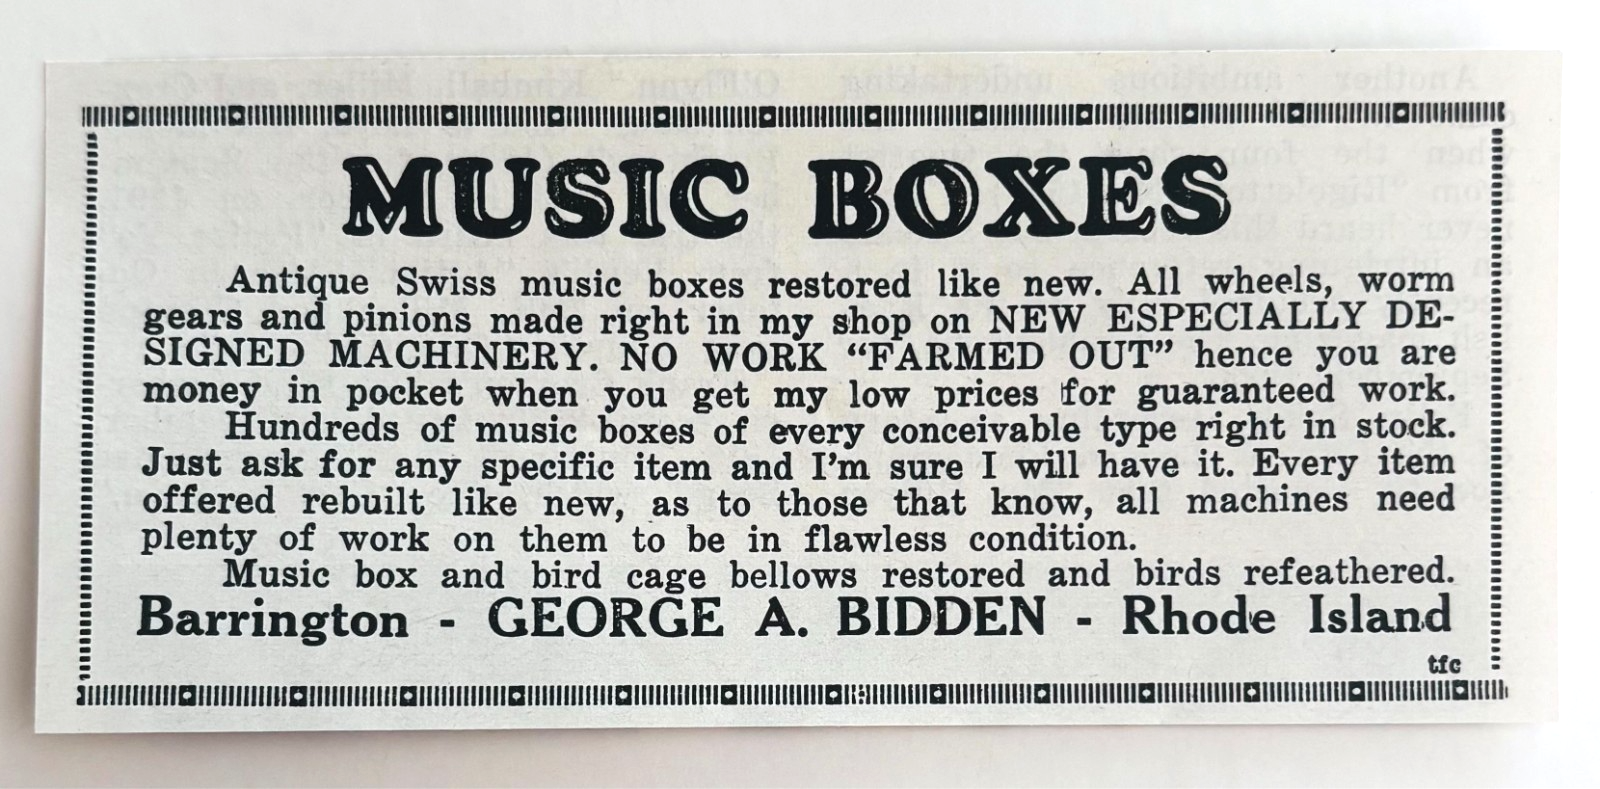 MUSIC BOXES
Antique Swiss music boxes restored like new. All wheels, worm
gears and pinions made right in my shop on NEW ESPECIALLY DE-
SIGNED MACHINERY. NO WORK “FARMED OUT” hence you are
money in pocket when you get my low prices for guaranteed work.
Hundreds of music boxes of every conceivable type right in stock.
Just ask for any specific item and I’m sure I will have it. Every item
offered rebuilt like new, as to those that know, all machines need
plenty of work on them to be in flawless condition.
Music box and bird cage bellows restored and birds refeathered.
Barrington - GEORGE A. BIDDEN - Rhode Island
tfc